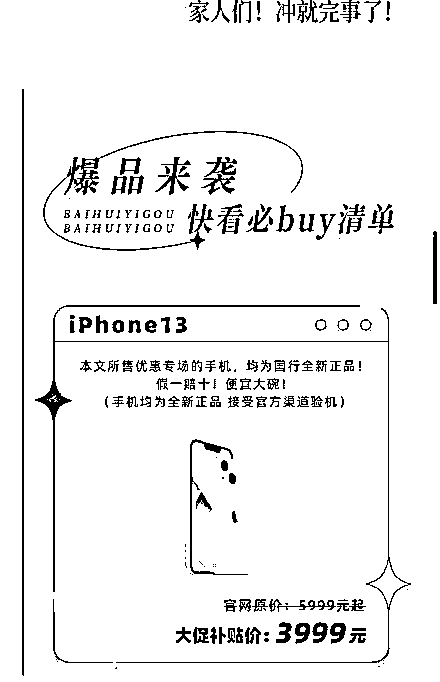 家人们！冲就完事了！
爆品来袭
BAIHUIYIGOU
BAIHUIYIGOU
快看必buy清单
iPhone13
本文所售优惠专场的手机，均为国行全新正品！
假一赔十！便宜大碗！
（手机均为全新正品 接受官方渠道验机）
官网原价：5999元起
大促补贴价：3999元